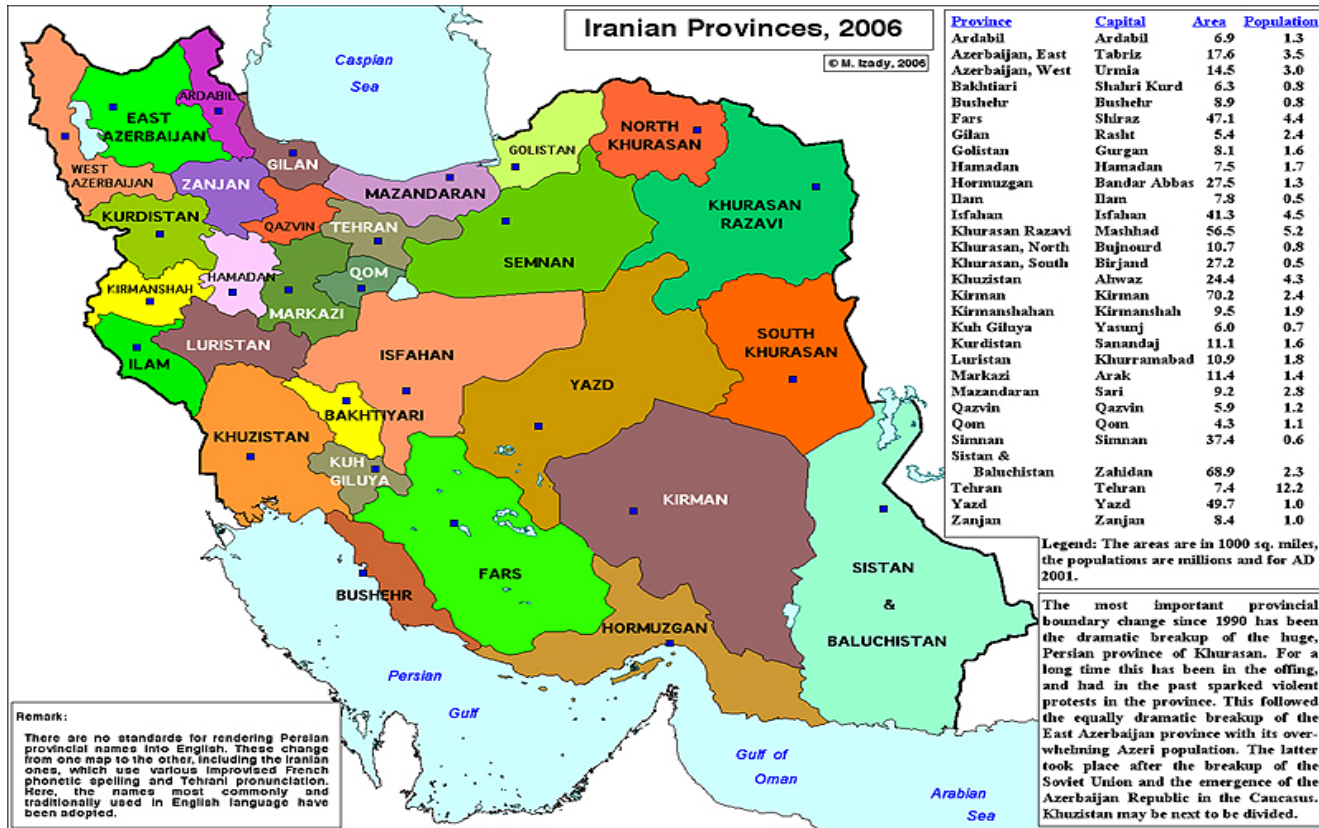 Iranian Provinces, 2006
© M. Izady, 2006
Caspian
Sea
EAST
AZERBAIJAN
ARDABIL
WEST
AZERBAIJAN
GILAN
ZANJAN
MAZANDARAN
GOLISTAN
NORTH
KHURASAN
KHURASAN
RAZAVI
KURDISTAN
QAZVIN
TEHRAN
SEMNAN
HAMADAN
QOM
KIRMANSHAH
MARKAZI
LURISTAN
ISFAHAN
SOUTH
KHURASAN
ILAM
YAZD
BAKHTIYARI
KHUZISTAN
KUH
GILUYA
KIRMAN
FARS
BUSHEHR
SISTAN
&
BALUCHISTAN
HORMUZGAN
Persian
Gulf
Gulf of
Oman
Arabian
Sea
Province Capital Area Population
Ardabil Ardabil 6.9 1.3
Azerbaijan, East Tabriz 17.6 3.5
Azerbaijan, West Urmia 14.5 3.0
Bakhtiari Shahri Kurd 6.3 0.8
Bushehr Bushehr 8.9 0.8
Fars Shiraz 47.1 4.4
Gilan Rasht 5.4 2.4
Golistan Gurgan 8.1 1.6
Hamadan Hamadan 7.5 1.7
Hormuzgan Bandar Abbas 27.5 1.3
Ilam Ilam 7.8 0.5
Isfahan Isfahan 41.3 4.5
Khurasan Razavi Mashhad 56.5 5.2
Khurasan, North Bujnourd 10.7 0.8
Khurasan, South Birjand 27.2 0.5
Khuzistan Ahwaz 24.4 4.3
Kirman Kirman 70.2 2.4
Kirmanshahan Kirmanshah 9.5 1.9
Kuh Giluya Yasunj 6.0 0.7
Kurdistan Sanandaj 11.1 1.6
Luristan Khurramabad 10.9 1.8
Markazi Arak 11.4 1.4
Mazandaran Sari 9.2 2.8
Qazvin Qazvin 5.9 1.2
Qom Qom 4.3 1.1
Simnan Simnan 37.4 0.6
Sistan &
Baluchistan Zahidan 68.9 2.3
Tehran Tehran 7.4 12.2
Yazd Yazd 49.7 1.0
Zanjan Zanjan 8.4 1.0
Legend: The areas are in 1000 sq. miles,
the populations are millions and for AD
2001.
The most important provincial
boundary change since 1990 has been
the dramatic breakup of the huge,
Persian province of Khurasan. For a
long time this has been in the offing,
and had in the past sparked violent
protests in the province. This followed
the equally dramatic breakup of the
East Azerbaijan province with its over-
whelming Azeri population. The latter
took place after the breakup of the
Soviet Union and the emergence of the
Azerbaijan Republic in the Caucasus.
Khuzistan may be next to be divided.
Remark:
There are no standards for rendering Persian
provincial names into English. These change
from one map to the other, including the Iranian
ones, which use various improvised French
phonetic spelling and Tehrani pronunciation.
Here, the names most commonly and
traditionally used in English language have
been adopted.